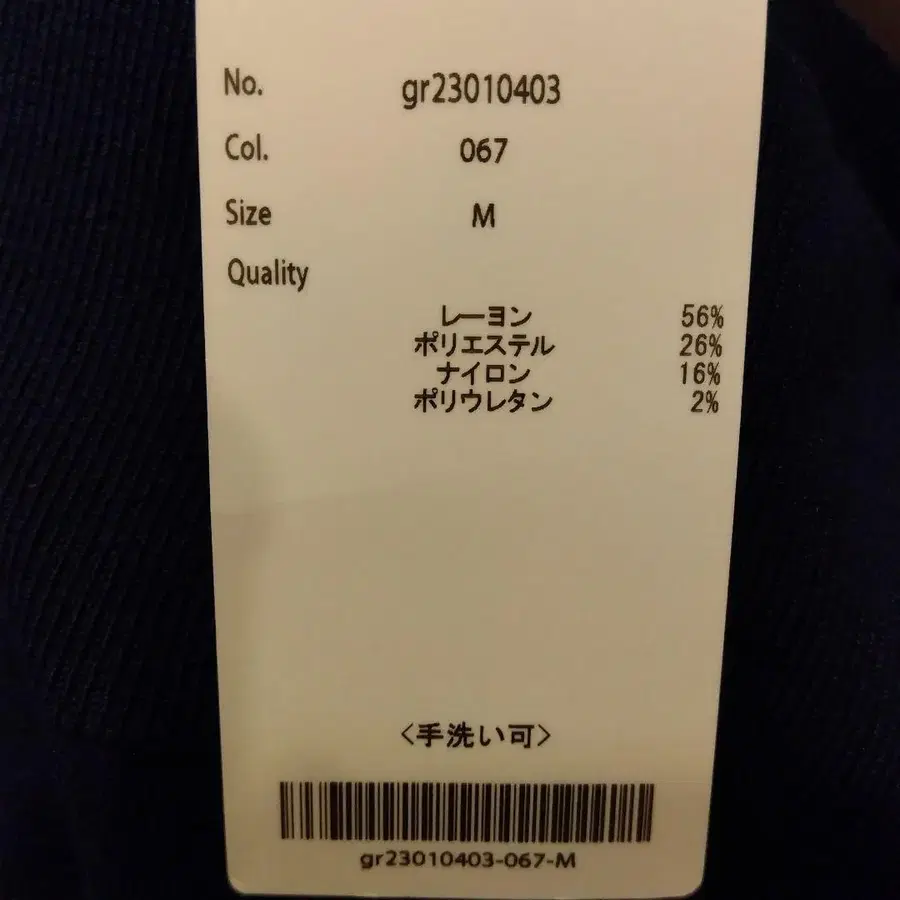 No. gr23010403
Col. 067
Size M
Quality
レーヨン 56%
ポリエステル 26%
ナイロン 16%
ポリウレタン 2%
<手洗い可>
gr23010403-067-M